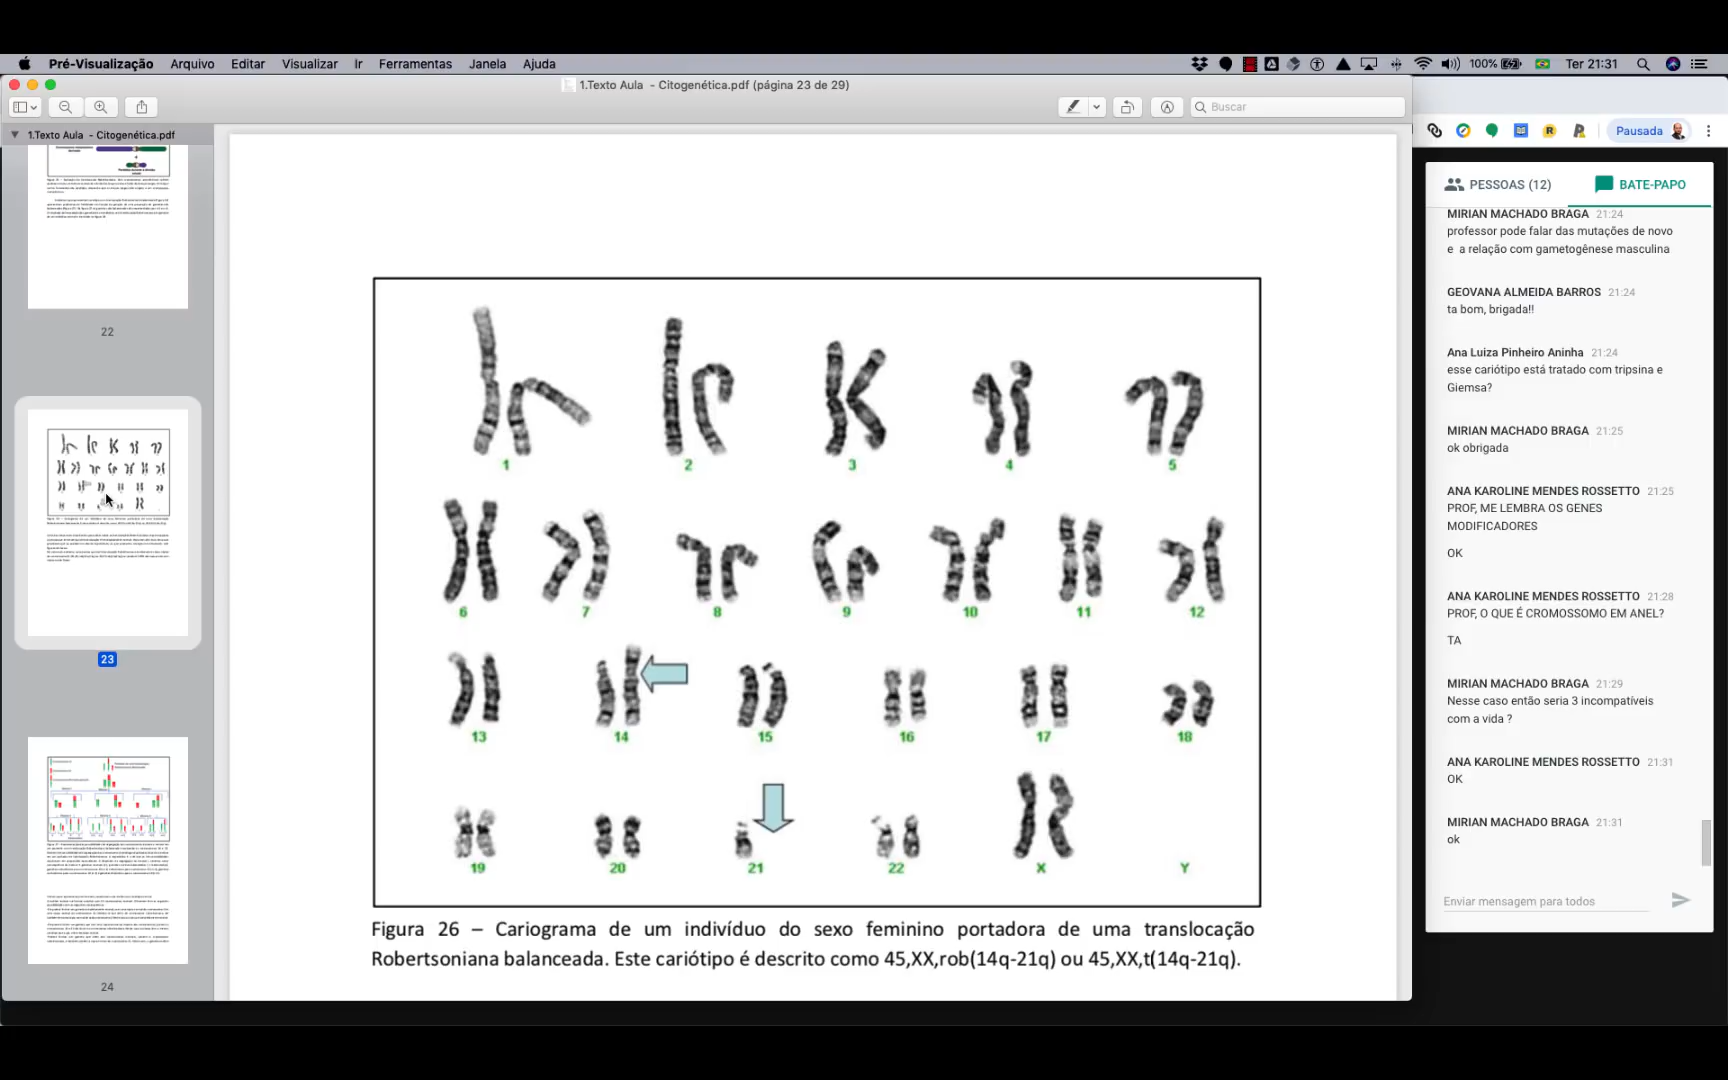 Pré-Visualização Arquivo Editar Visualizar Ir Ferramentas Janela Ajuda
100% Ter 21:31
1.Texto Aula - Citogenética.pdf (página 23 de 29)
Buscar
1.Texto Aula - Citogenética.pdf
22
23
24
1 2 3 4 5
6 7 8 9 10 11 12
13 14 15 16 17 18
19 20 21 22 X Y
Figura 26 – Cariograma de um indivíduo do sexo feminino portadora de uma translocação
Robertsoniana balanceada. Este cariótipo é descrito como 45,XX,rob(14q-21q) ou 45,XX,t(14q-21q).
Pausada
PESSOAS (12) BATE-PAPO
MIRIAN MACHADO BRAGA 21:24
professor pode falar das mutações de novo
e a relação com gametogênese masculina
GEOVANA ALMEIDA BARROS 21:24
ta bom, brigada!!
Ana Luiza Pinheiro Aninha 21:24
esse cariótipo está tratado com tripsina e
Giemsa?
MIRIAN MACHADO BRAGA 21:25
ok obrigada
ANA KAROLINE MENDES ROSSETTO 21:25
PROF, ME LEMBRA OS GENES
MODIFICADORES
OK
ANA KAROLINE MENDES ROSSETTO 21:28
PROF, O QUE É CROMOSSOMO EM ANEL?
TA
MIRIAN MACHADO BRAGA 21:29
Nesse caso então seria 3 incompatíveis
com a vida ?
ANA KAROLINE MENDES ROSSETTO 21:31
OK
MIRIAN MACHADO BRAGA 21:31
ok
Enviar mensagem para todos